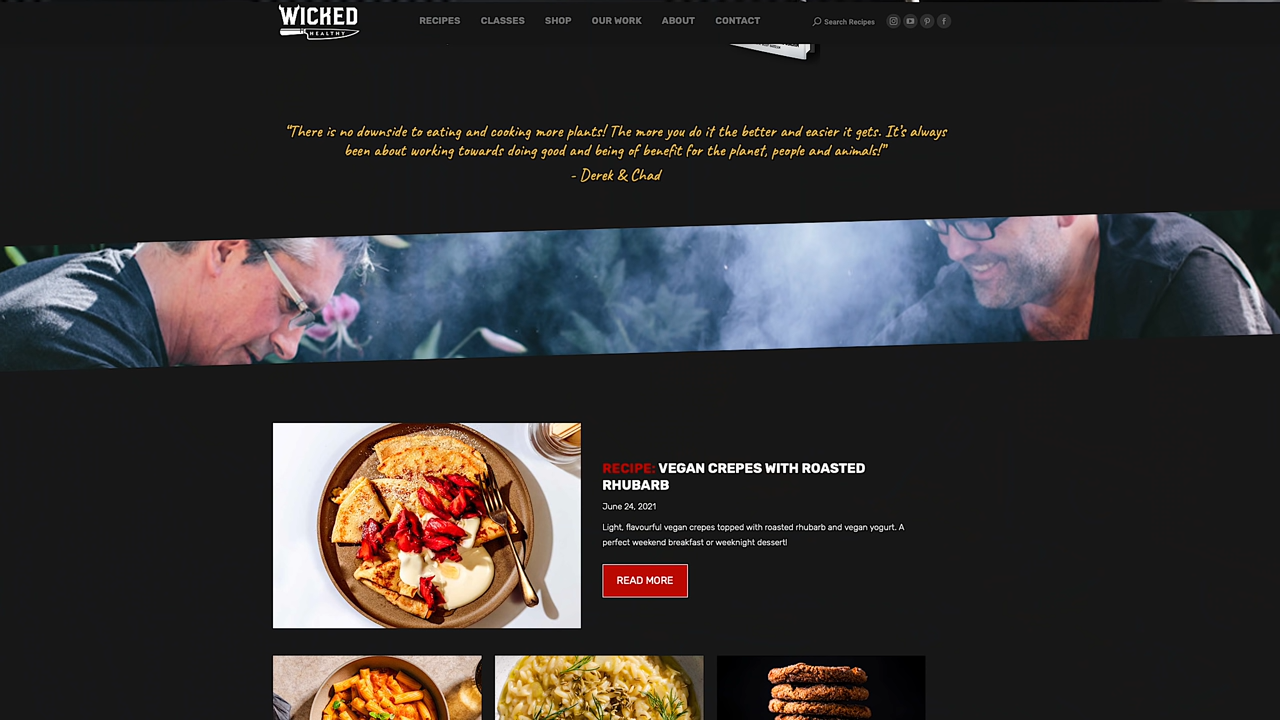 WICKED
HEALTHY
RECIPES CLASSES SHOP OUR WORK ABOUT CONTACT Search Recipes
“There is no downside to eating and cooking more plants! The more you do it the better and easier it gets. It's always
been about working towards doing good and being of benefit for the planet, people and animals!”
- Derek & Chad
RECIPE: VEGAN CREPES WITH ROASTED
RHUBARB
June 24, 2021
Light, flavourful vegan crepes topped with roasted rhubarb and vegan yogurt. A
perfect weekend breakfast or weeknight dessert!
READ MORE